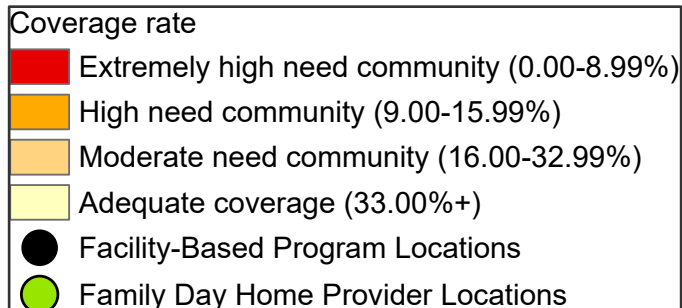 Coverage rate
Extremely high need community (0.00-8.99%)
High need community (9.00-15.99%)
Moderate need community (16.00-32.99%)
Adequate coverage (33.00%+)
Facility-Based Program Locations
Family Day Home Provider Locations